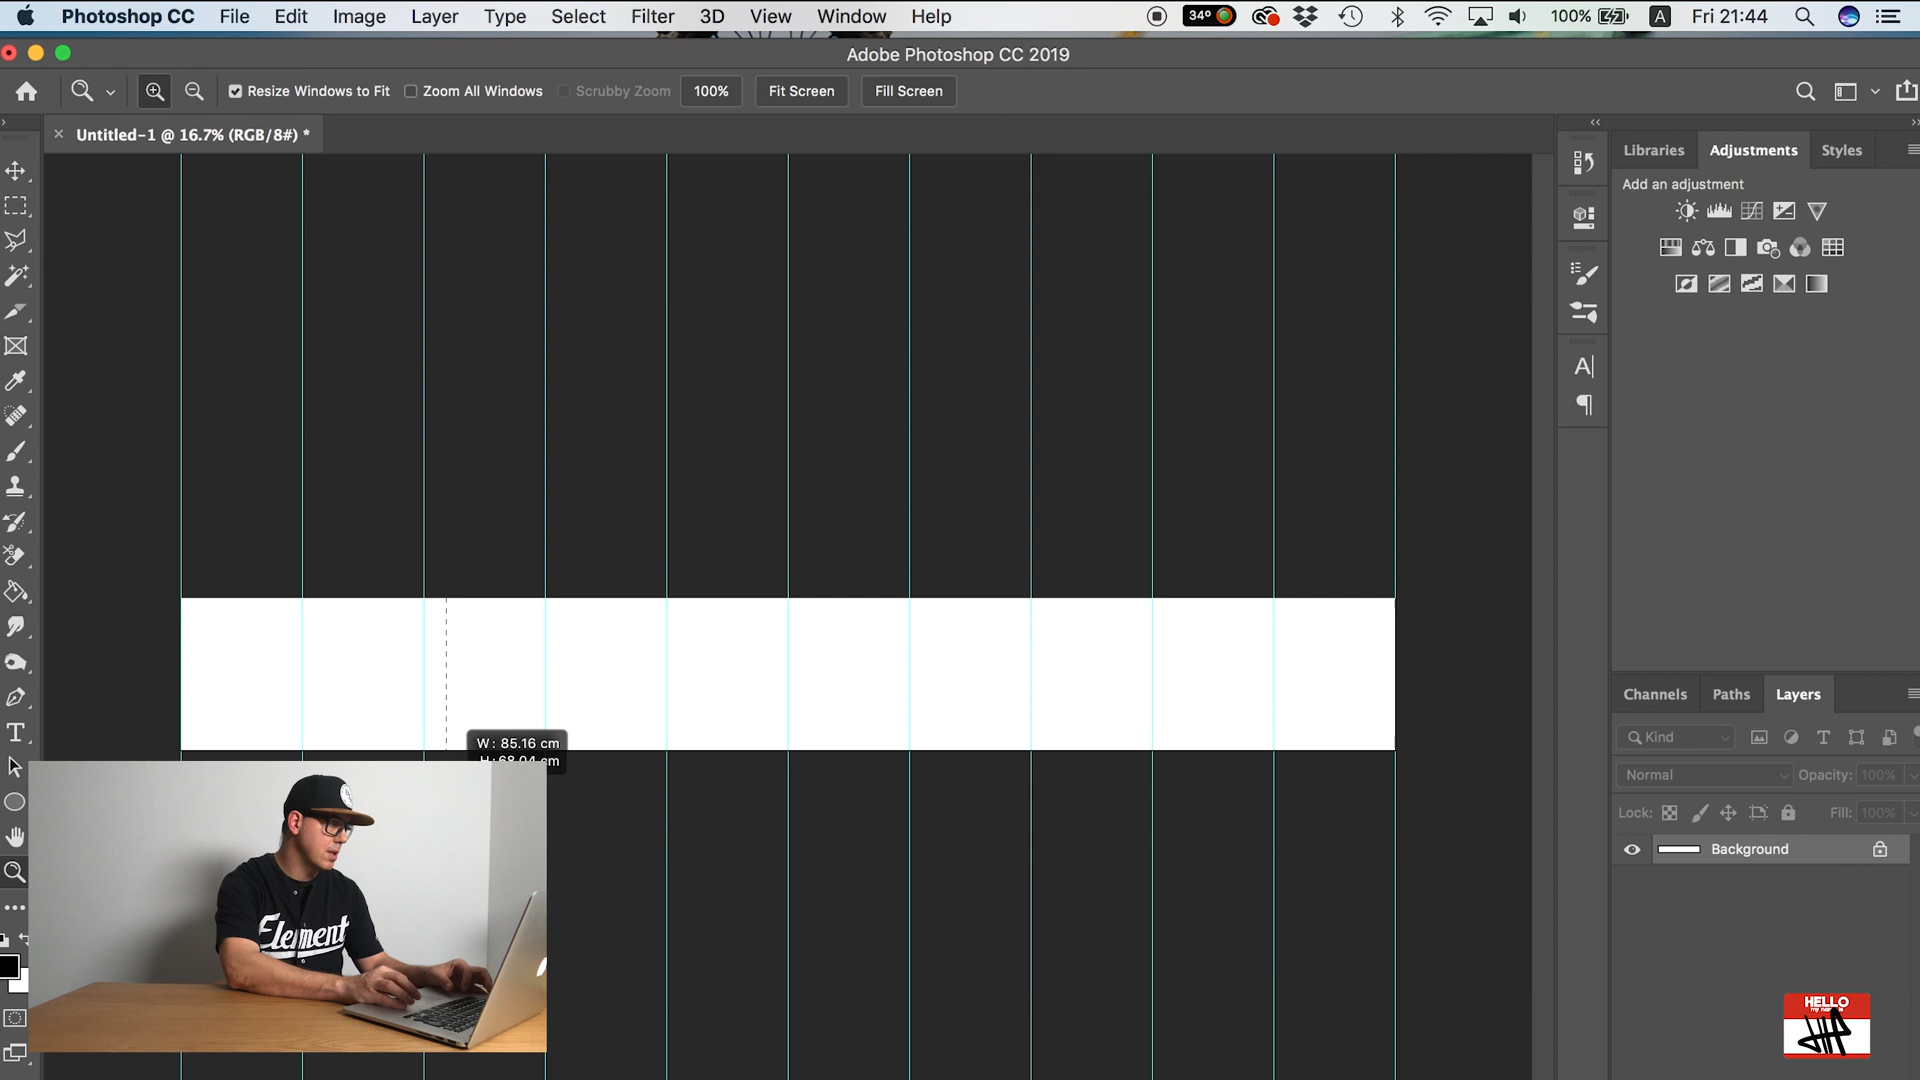 Photoshop CC File Edit Image Layer Type Select Filter 3D View Window Help 34° 100% A Fri 21:44
Adobe Photoshop CC 2019
Resize Windows to Fit Zoom All Windows Scrubby Zoom 100% Fit Screen Fill Screen
× Untitled-1 @ 16.7% (RGB/8#) *
Libraries Adjustments Styles
Add an adjustment
A|
T
W: 85.16 cm
H: 68.04 cm
Channels Paths Layers
Kind T
Normal Opacity: 100%
Lock: Fill: 100%
Background
Element
HELLO
my name is